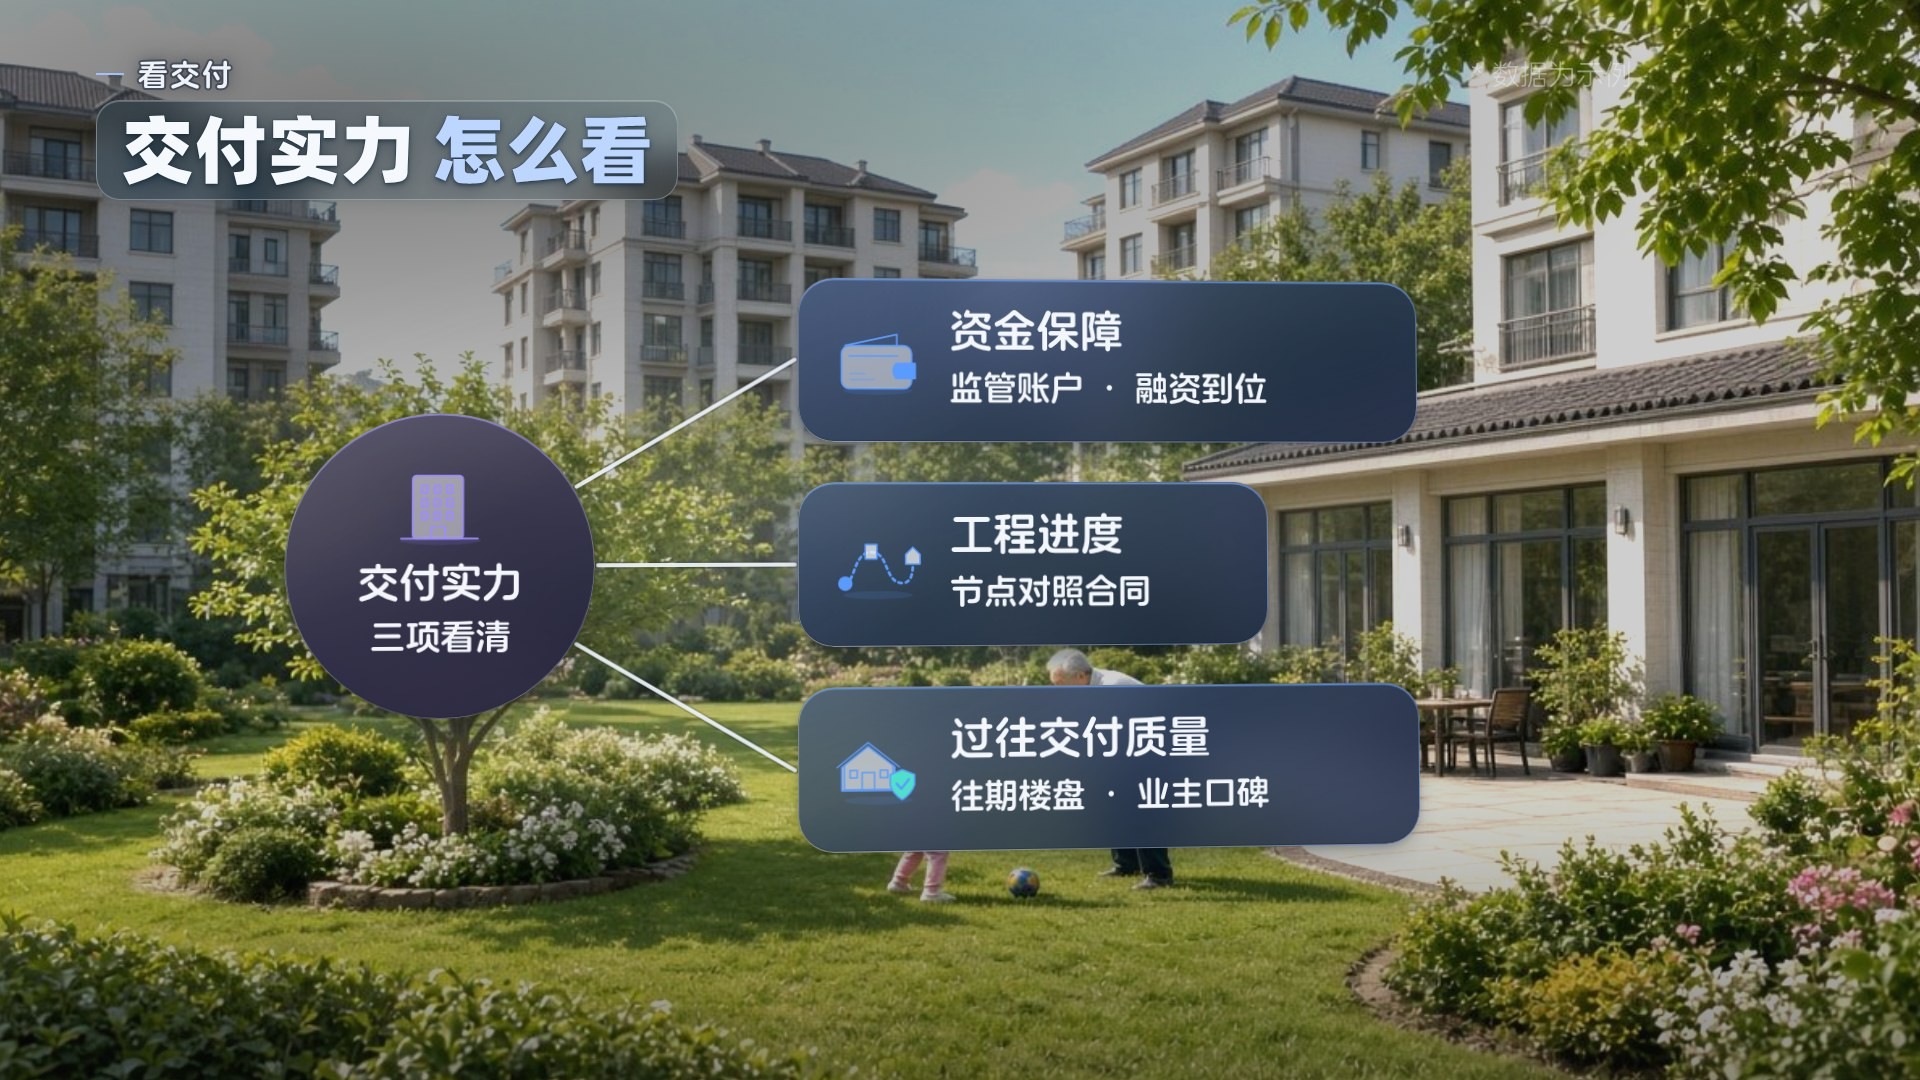 看交付
交付实力 怎么看
* 数据为示例
资金保障
监管账户 · 融资到位
交付实力
三项看清
工程进度
节点对照合同
过往交付质量
往期楼盘 · 业主口碑